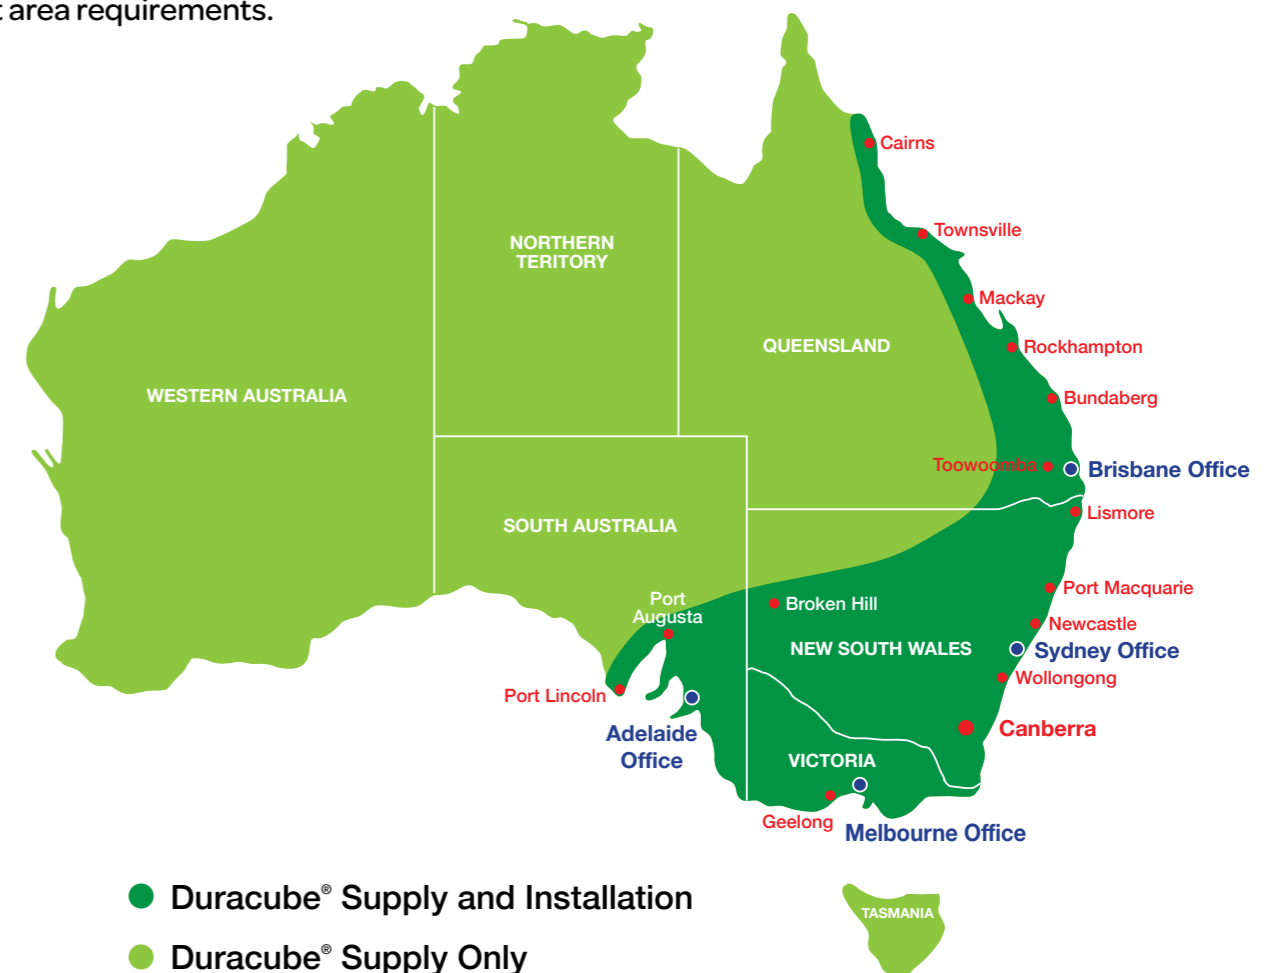 t area requirements.
Cairns
NORTHERN
TERITORY
Townsville
Mackay
QUEENSLAND
Rockhampton
WESTERN AUSTRALIA
Bundaberg
Toowoomba
Brisbane Office
Lismore
SOUTH AUSTRALIA
Port
Augusta
Port Macquarie
Broken Hill
Newcastle
NEW SOUTH WALES
Sydney Office
Wollongong
Port Lincoln
Canberra
Adelaide
Office
VICTORIA
Geelong
Melbourne Office
Duracube® Supply and Installation
TASMANIA
Duracube® Supply Only